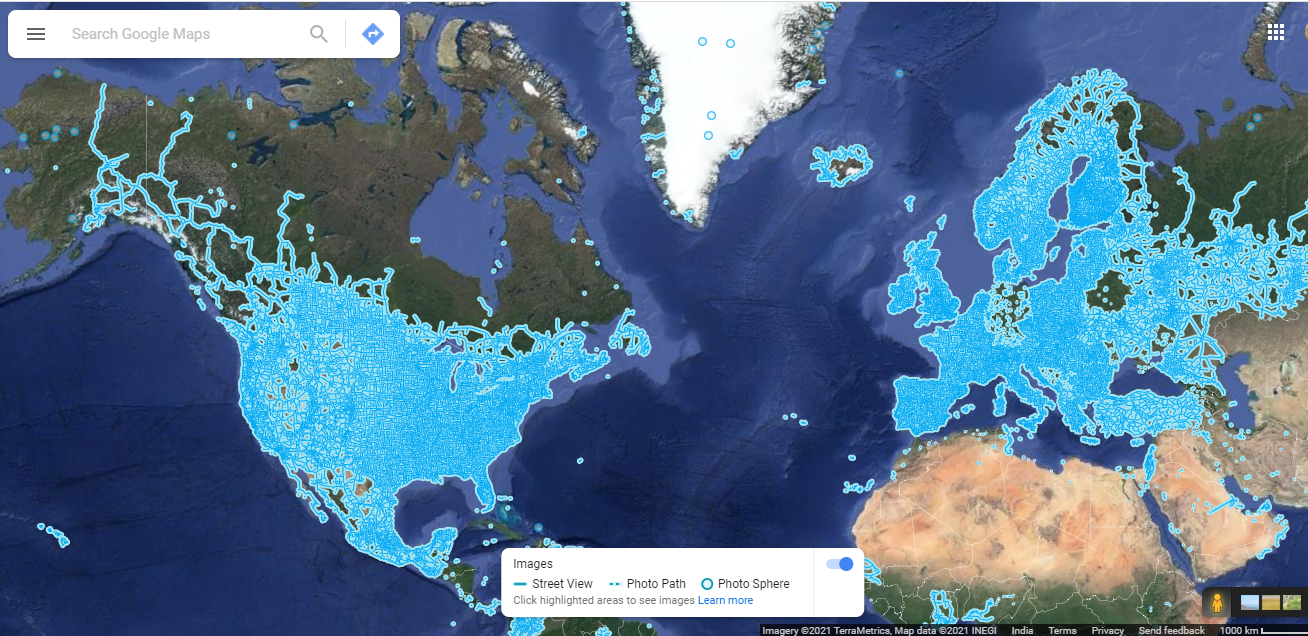 Search Google Maps
Images
Street View Photo Path Photo Sphere
Click highlighted areas to see images Learn more
Imagery ©2021 TerraMetrics, Map data ©2021 INEGI India Terms Privacy Send feedback 1000 km